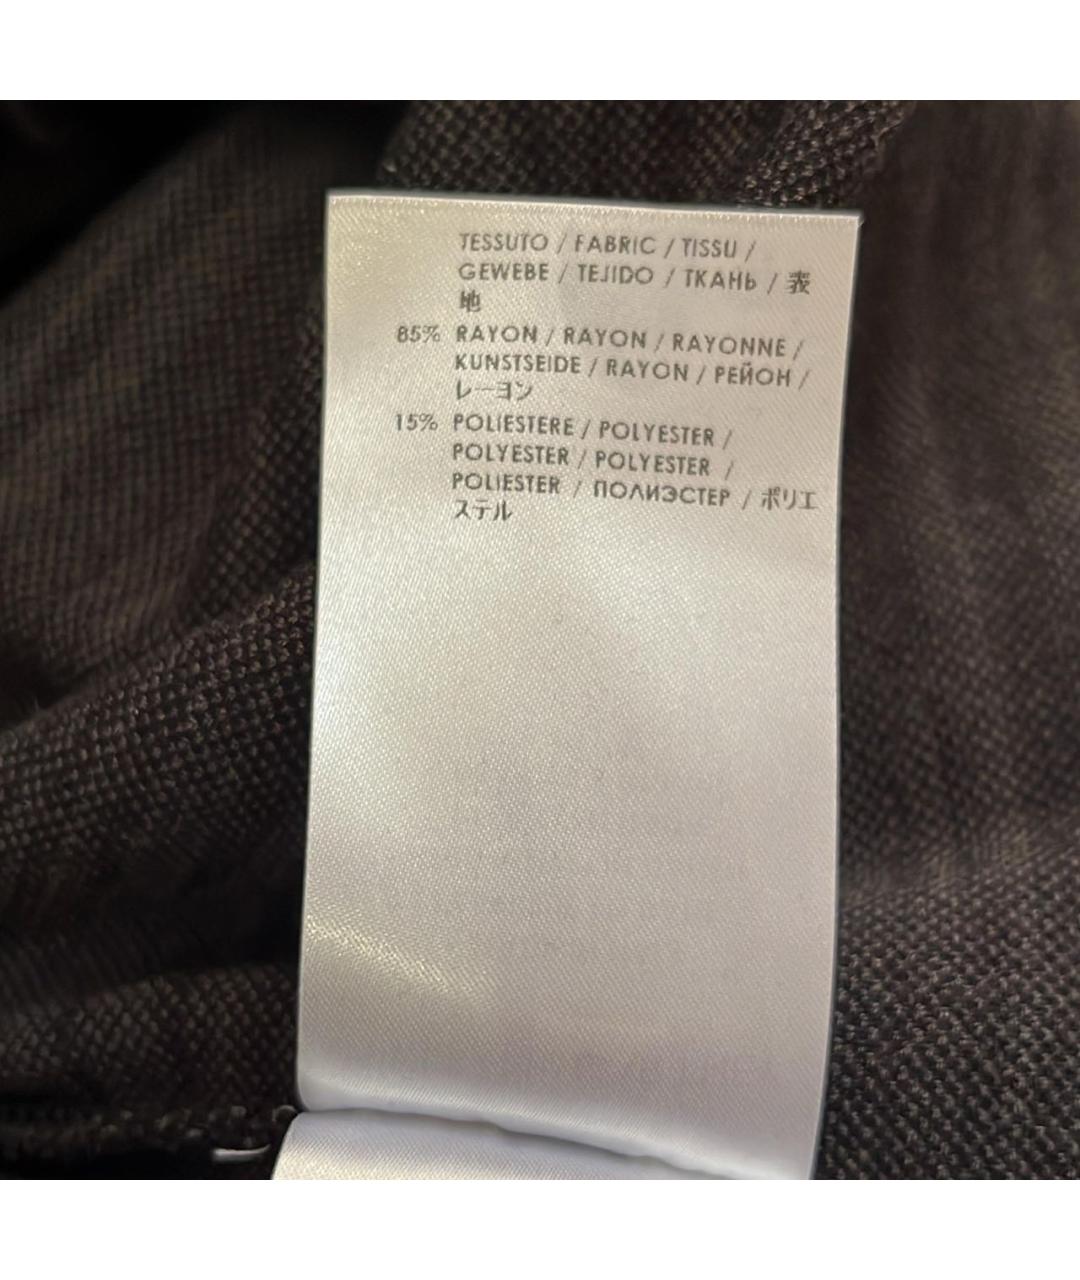 TESSUTO / FABRIC / TISSU /
GEWEBE / TEJIDO / ТКАНЬ / 表
地
85% RAYON / RAYON / RAYONNE /
KUNSTSEIDE / RAYON / РЕЙОН /
レーヨン
15% POLIESTERE / POLYESTER /
POLYESTER / POLYESTER /
POLIESTER / ПОЛИЭСТЕР / ポリエ
ステル